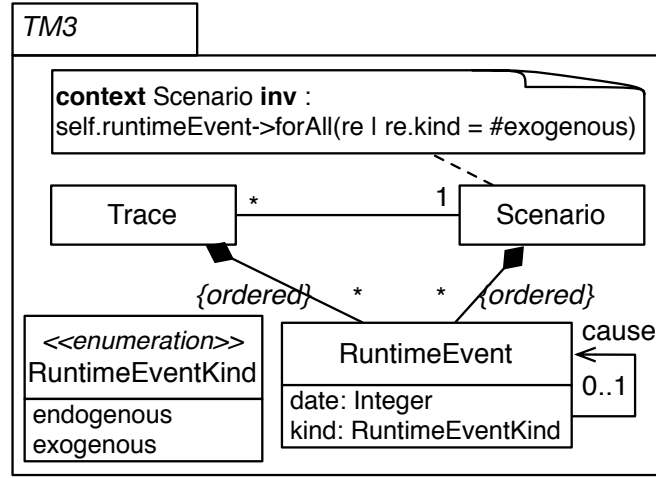 TM3
context Scenario inv :
self.runtimeEvent->forAll(re | re.kind = #exogenous)
Trace
*
1
Scenario
{ordered}
*
*
{ordered}
<<enumeration>>
RuntimeEventKind
endogenous
exogenous
RuntimeEvent
date: Integer
kind: RuntimeEventKind
cause
0..1